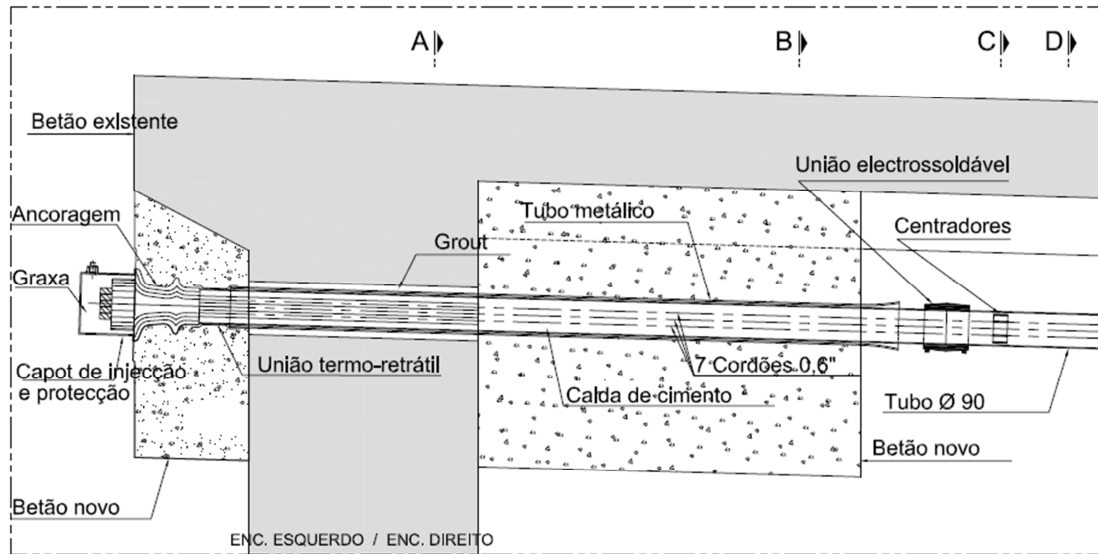 A
B
C
D
Betão existente
União electrossoldável
Ancoragem
Tubo metálico
Centradores
Grout
Graxa
União termo-retrátil
7 Cordões 0,6"
Capot de injecção
e protecção
Calda de cimento
Tubo Ø 90
Betão novo
Betão novo
ENC. ESQUERDO / ENC. DIREITO